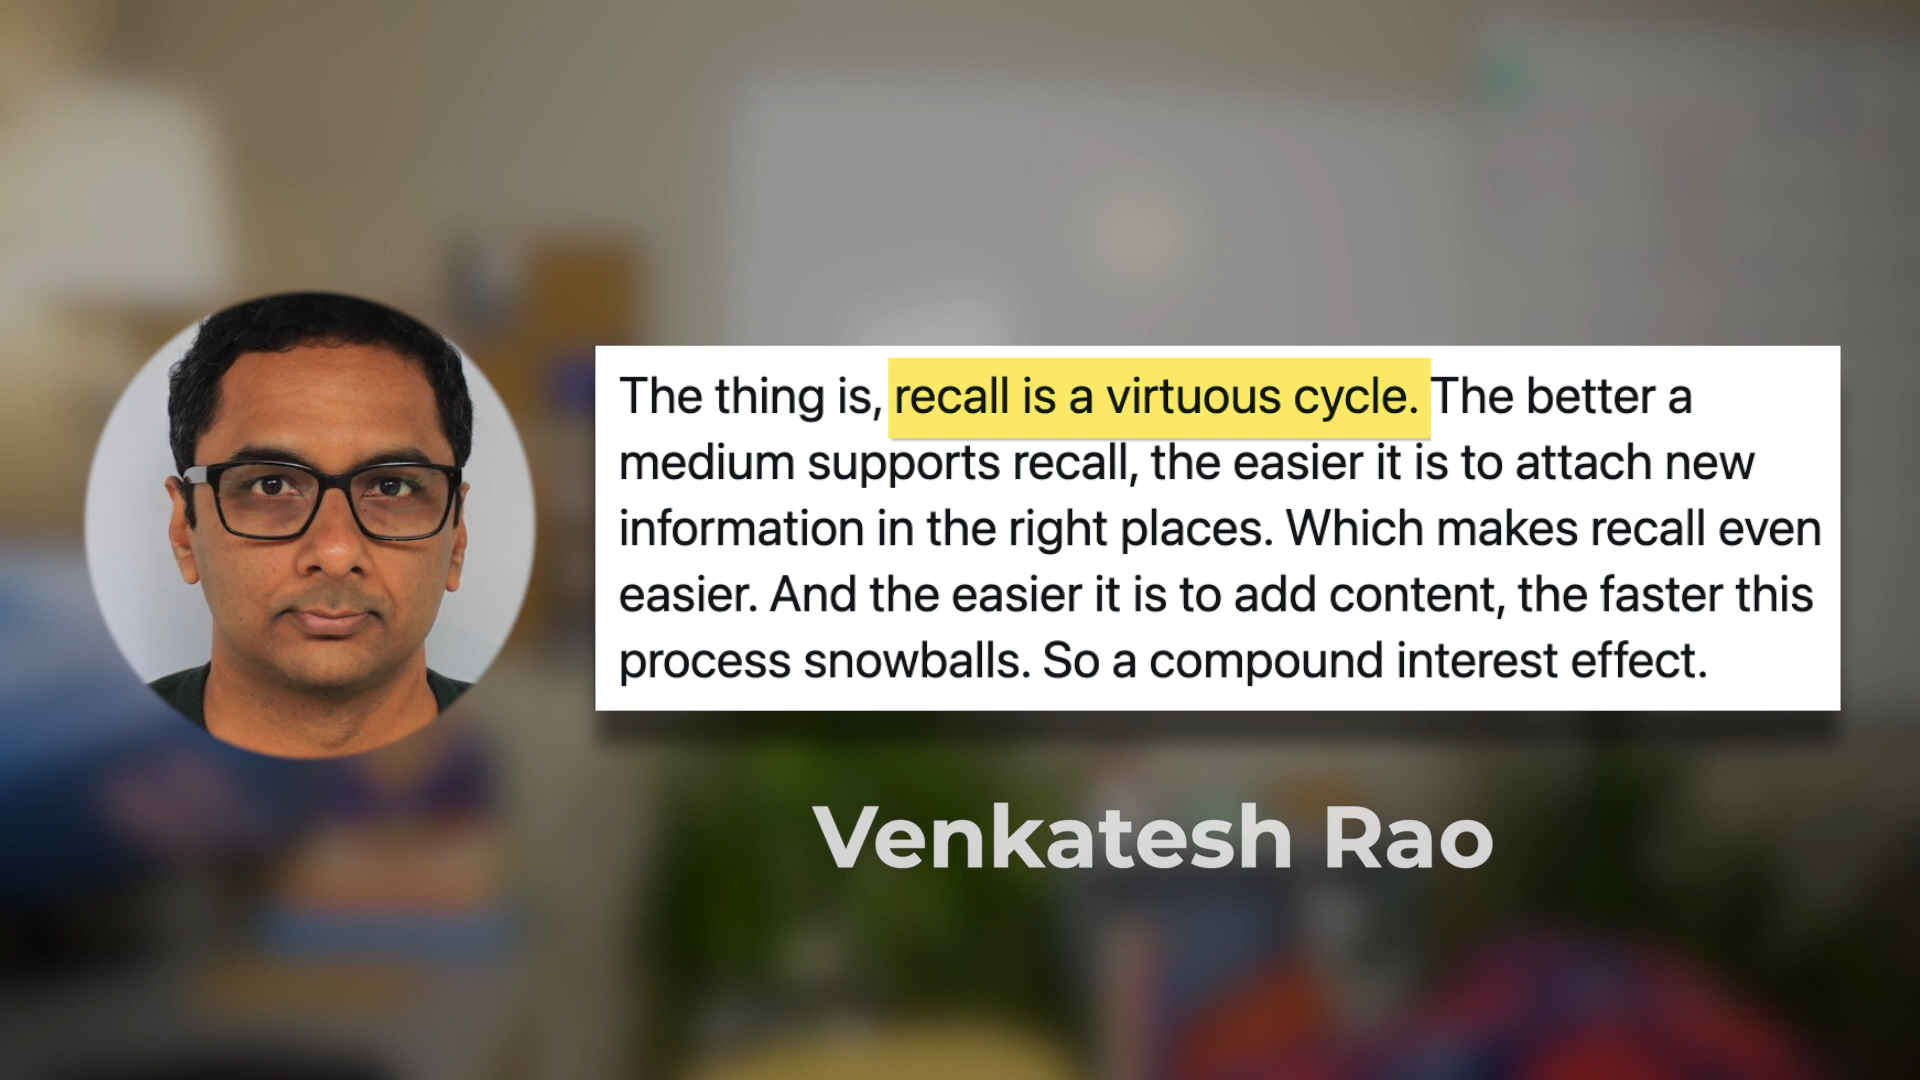 The thing is, recall is a virtuous cycle. The better a
medium supports recall, the easier it is to attach new
information in the right places. Which makes recall even
easier. And the easier it is to add content, the faster this
process snowballs. So a compound interest effect.
Venkatesh Rao